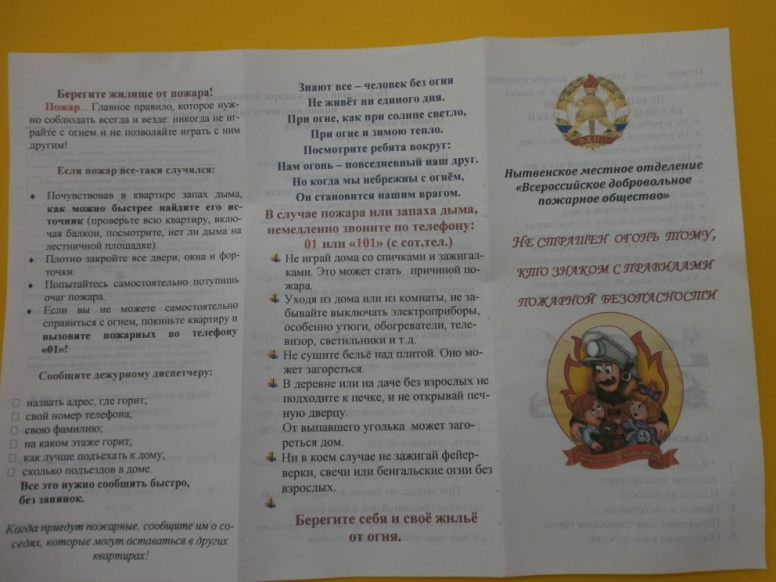 Берегите жилище от пожара!
Пожар... Главное правило, которое нуж-
но соблюдать всегда и везде: никогда не иг-
райте с огнем и не позволяйте играть с ним
другим!
Если пожар все-таки случился:
Почувствовав в квартире запах дыма,
как можно быстрее найдите его ис-
точник (проверьте всю квартиру, вклю-
чая балкон, посмотрите, нет ли дыма на
лестничной площадке).
Плотно закройте все двери, окна и фор-
точки.
Попытайтесь самостоятельно потушишь
очаг пожара.
Если вы не можете самостоятельно
справиться с огнем, покиньте квартиру и
вызовите пожарных по телефону
«01»!
Сообщите дежурному диспетчеру:
назвать адрес, где горит;
свой номер телефона;
свою фамилию;
на каком этаже горит;
как лучше подъехать к дому;
сколько подъездов в доме.
Все это нужно сообщить быстро,
без запинок.
Когда приедут пожарные, сообщите им о со-
седях, которые могут оставаться в других
квартирах!
Знают все – человек без огня
Не живёт ни единого дня.
При огне, как при солнце светло,
При огне и зимою тепло.
Посмотрите ребята вокруг:
Нам огонь – повседневный наш друг.
Но когда мы небрежны с огнём,
Он становится нашим врагом.
В случае пожара или запаха дыма,
немедленно звоните по телефону:
01 или «101» (с сот.тел.)
Не играй дома со спичками и зажигал-
ками. Это может стать причиной по-
жара.
Уходя из дома или из комнаты, не за-
бывайте выключать электроприборы,
особенно утюги, обогреватели, теле-
визор, светильники и т.д.
Не сушите бельё над плитой. Оно мо-
жет загореться.
В деревне или на даче без взрослых не
подходите к печке, и не открывай печ-
ную дверцу.
От выпавшего уголька может заго-
реться дом.
Ни в коем случае не зажигай фейер-
верки, свечи или бенгальские огни без
взрослых.
Берегите себя и своё жильё
от огня.
ВДПО
Нытвенское местное отделение
«Всероссийское добровольное
пожарное общество»
НЕ СТРАШЕН ОГОНЬ ТОМУ,
КТО ЗНАКОМ С ПРАВИЛАМИ
ПОЖАРНОЙ БЕЗОПАСНОСТИ